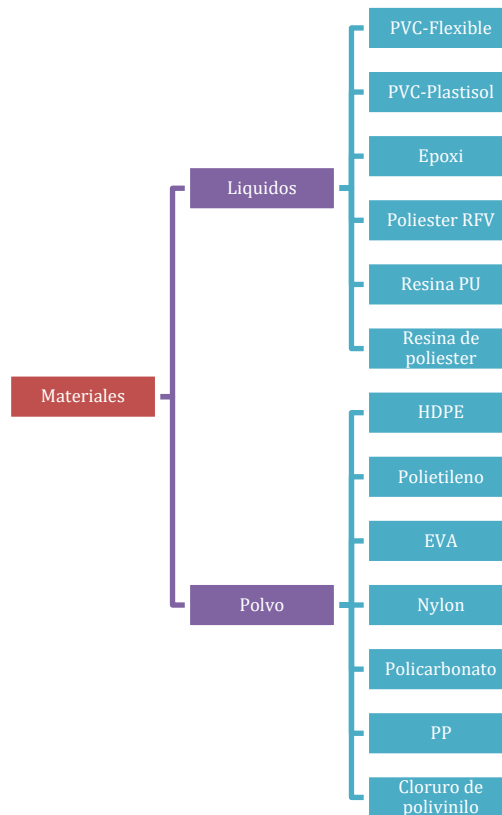 Materiales
Liquidos
PVC-Flexible
PVC-Plastisol
Epoxi
Poliester RFV
Resina PU
Resina de
poliester
Polvo
HDPE
Polietileno
EVA
Nylon
Policarbonato
PP
Cloruro de
polivinilo